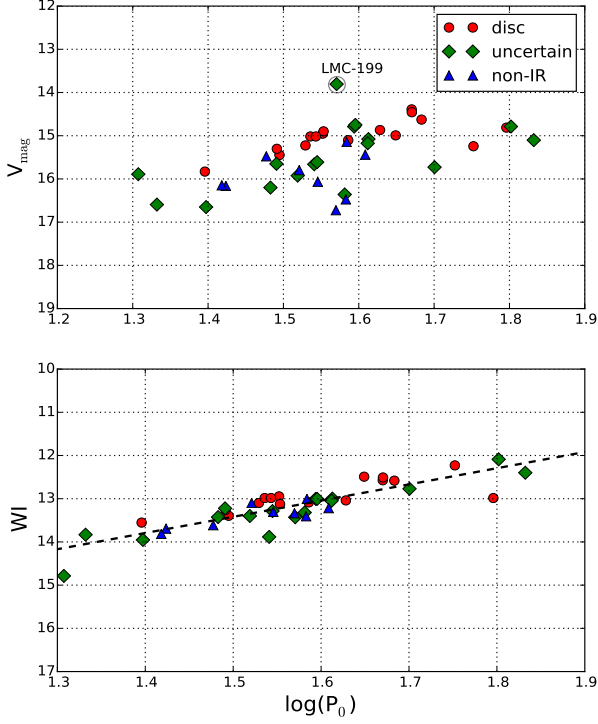 12
13
14
15
16
17
18
19
V_mag
LMC-199
disc
uncertain
non-IR
1.2 1.3 1.4 1.5 1.6 1.7 1.8 1.9
10
11
12
13
14
15
16
17
WI
1.3 1.4 1.5 1.6 1.7 1.8 1.9
log(P_0)